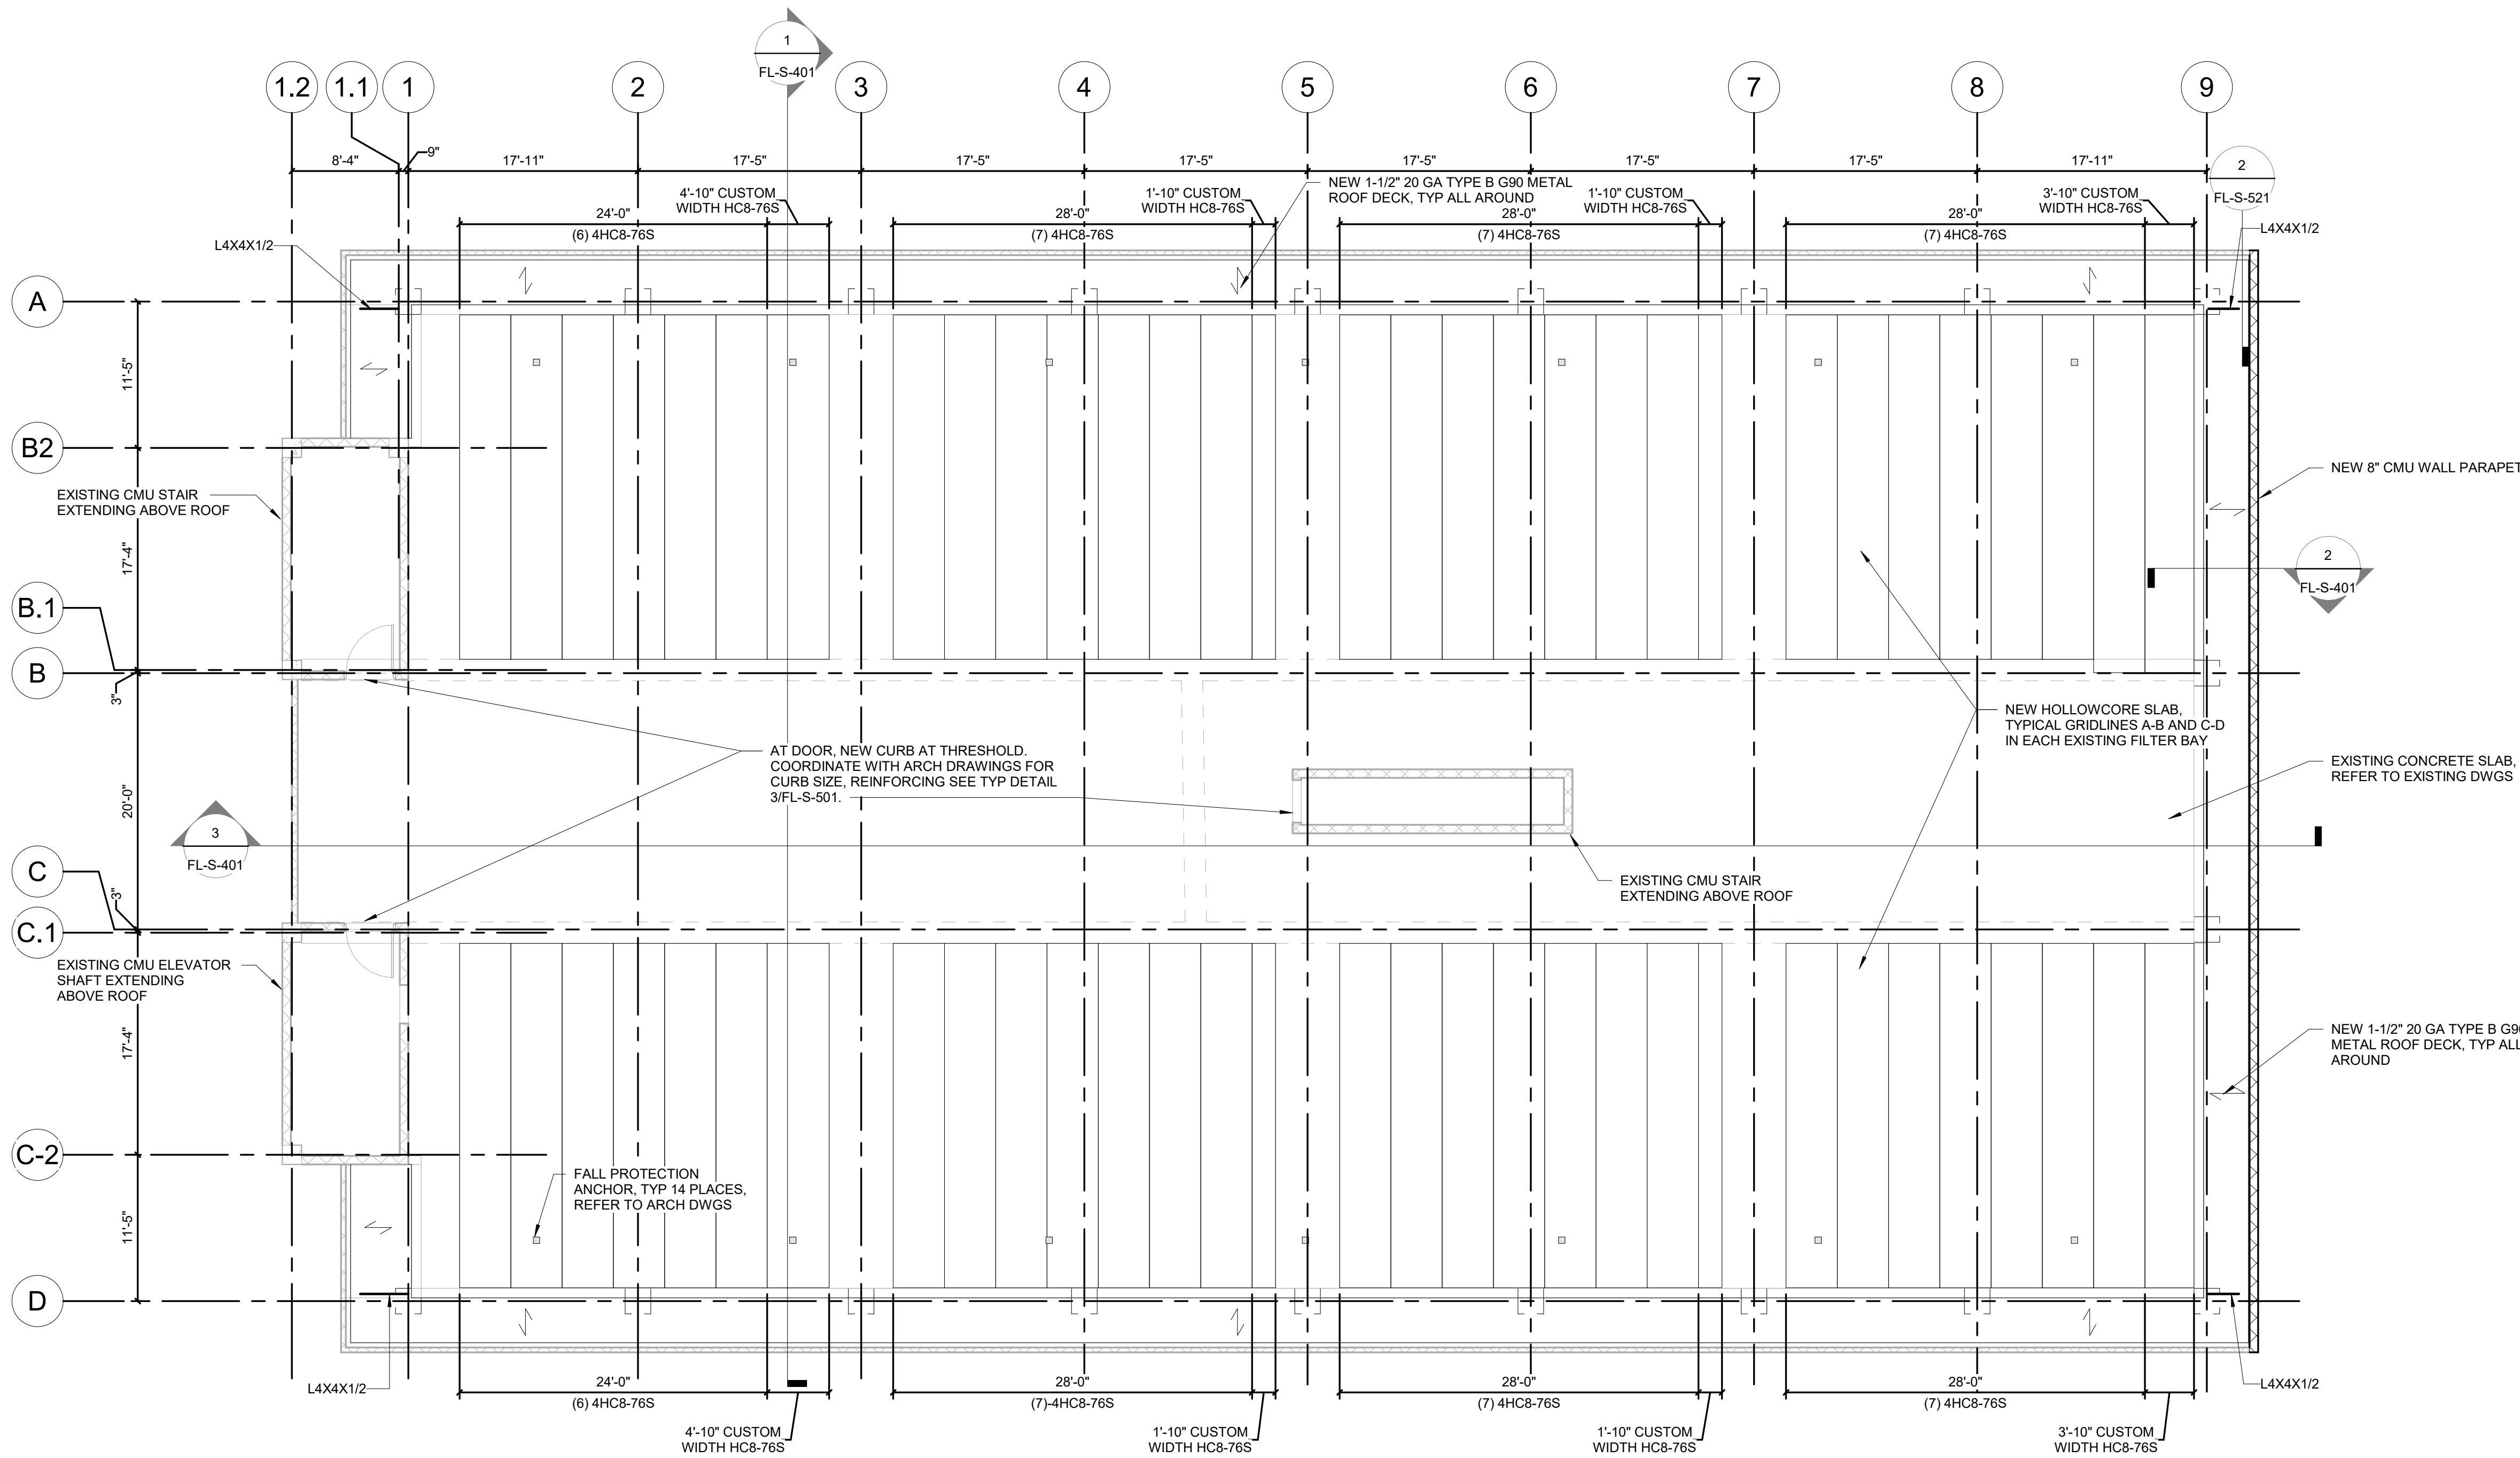 1
FL-S-401
1.2
1.1
1
2
3
4
5
6
7
8
9
8'-4"
9"
17'-11"
17'-5"
17'-5"
17'-5"
17'-5"
17'-5"
17'-5"
17'-11"
2
FL-S-521
4'-10" CUSTOM
WIDTH HC8-76S
1'-10" CUSTOM
WIDTH HC8-76S
NEW 1-1/2" 20 GA TYPE B G90 METAL
ROOF DECK, TYP ALL AROUND
1'-10" CUSTOM
WIDTH HC8-76S
3'-10" CUSTOM
WIDTH HC8-76S
24'-0"
(6) 4HC8-76S
28'-0"
(7) 4HC8-76S
28'-0"
(7) 4HC8-76S
28'-0"
(7) 4HC8-76S
L4X4X1/2
L4X4X1/2
A
11'-5"
B2
NEW 8" CMU WALL PARAPET
EXISTING CMU STAIR
EXTENDING ABOVE ROOF
17'-4"
2
FL-S-401
B.1
B
3"
NEW HOLLOWCORE SLAB,
TYPICAL GRIDLINES A-B AND C-D
IN EACH EXISTING FILTER BAY
AT DOOR, NEW CURB AT THRESHOLD.
COORDINATE WITH ARCH DRAWINGS FOR
CURB SIZE, REINFORCING SEE TYP DETAIL
3/FL-S-501.
EXISTING CONCRETE SLAB,
REFER TO EXISTING DWGS
20'-0"
3
FL-S-401
C
3"
EXISTING CMU STAIR
EXTENDING ABOVE ROOF
C.1
EXISTING CMU ELEVATOR
SHAFT EXTENDING
ABOVE ROOF
17'-4"
NEW 1-1/2" 20 GA TYPE B
METAL ROOF DECK, TYP
AROUND
C-2
FALL PROTECTION
ANCHOR, TYP 14 PLACES,
REFER TO ARCH DWGS
11'-5"
D
L4X4X1/2
L4X4X1/2
24'-0"
(6) 4HC8-76S
28'-0"
(7)-4HC8-76S
28'-0"
(7) 4HC8-76S
28'-0"
(7) 4HC8-76S
4'-10" CUSTOM
WIDTH HC8-76S
1'-10" CUSTOM
WIDTH HC8-76S
1'-10" CUSTOM
WIDTH HC8-76S
3'-10" CUSTOM
WIDTH HC8-76S